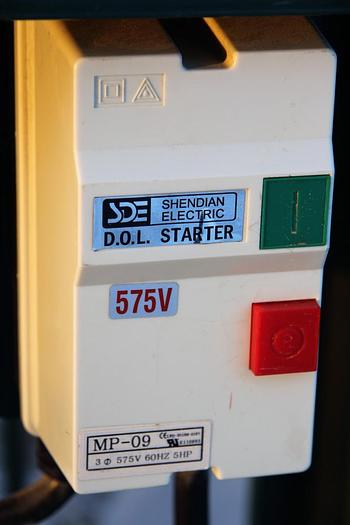 SDE SHENDIAN
ELECTRIC
D.O.L. STARTER
I
575V
MP-09
3 Φ 575V 60HZ 5HP